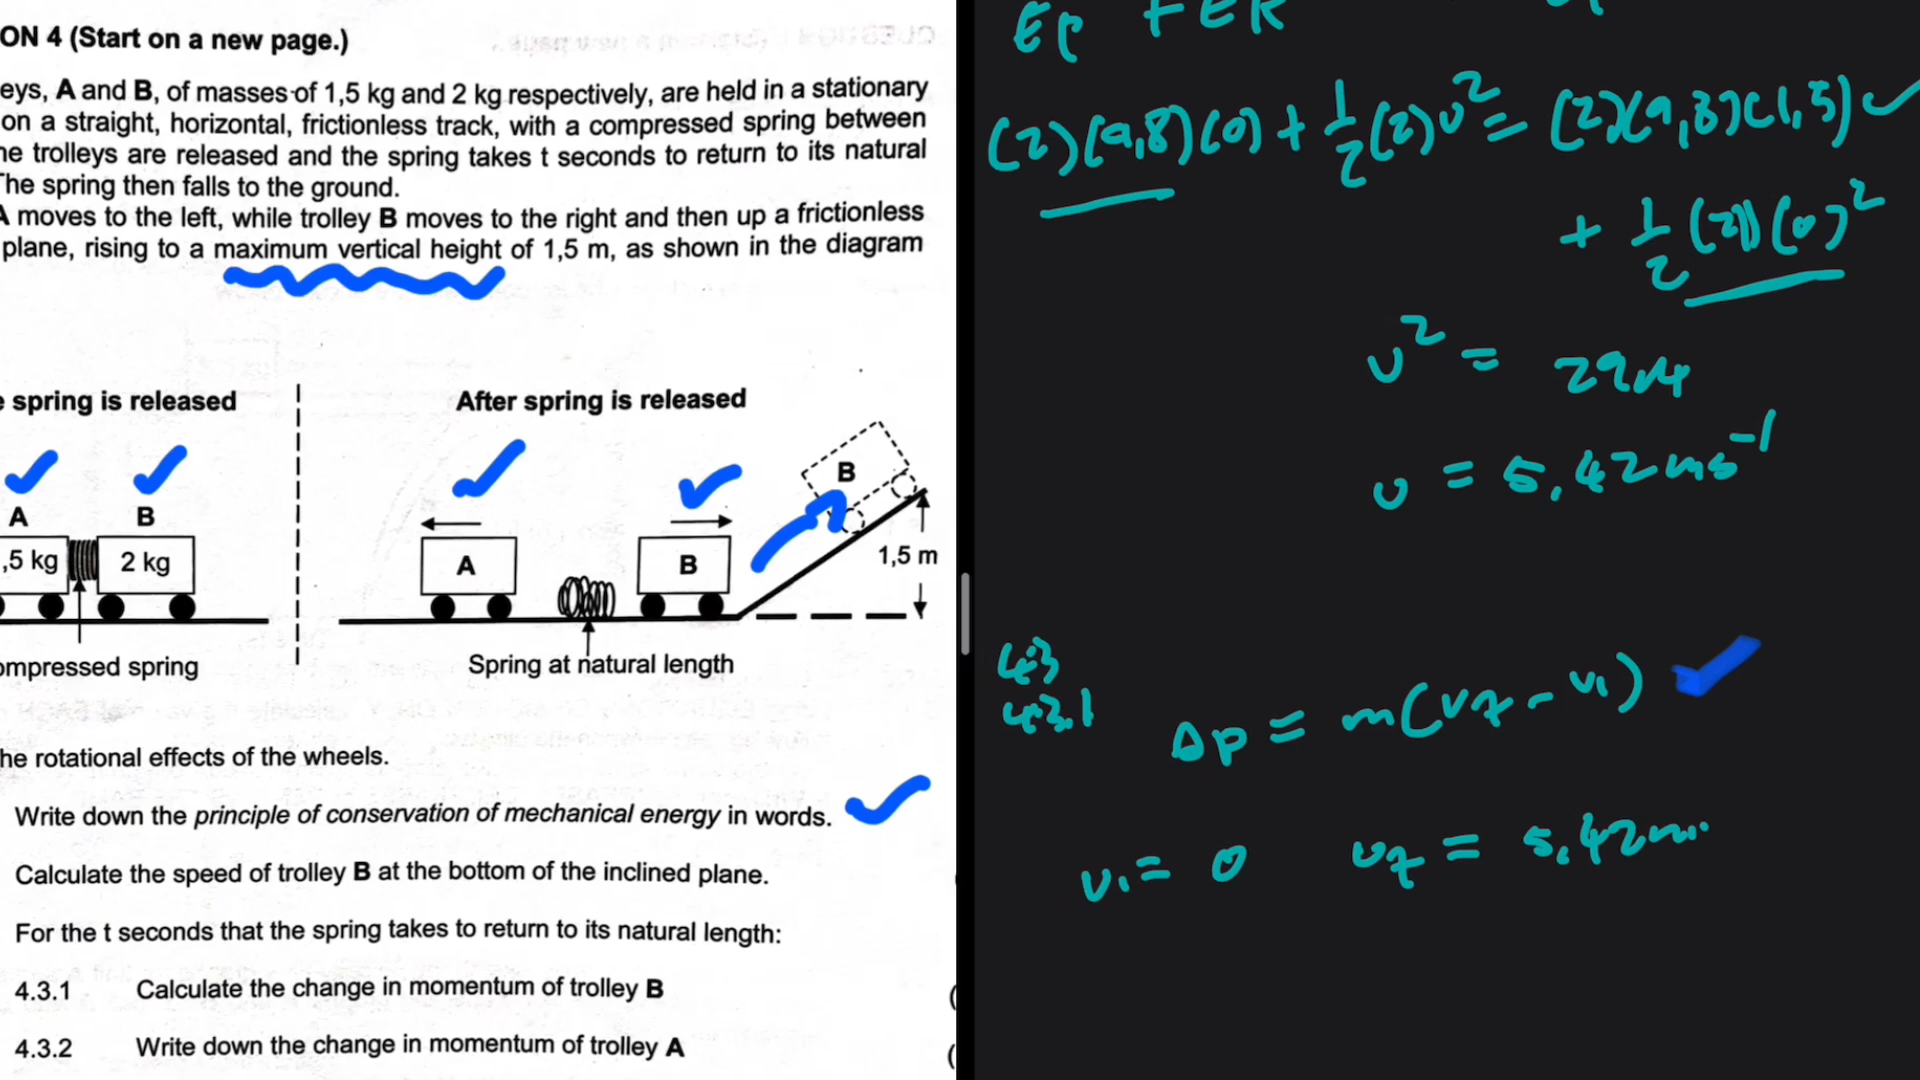 ON 4 (Start on a new page.)
eys, A and B, of masses of 1,5 kg and 2 kg respectively, are held in a stationary
on a straight, horizontal, frictionless track, with a compressed spring between
he trolleys are released and the spring takes t seconds to return to its natural
The spring then falls to the ground.
A moves to the left, while trolley B moves to the right and then up a frictionless
plane, rising to a maximum vertical height of 1,5 m, as shown in the diagram
e spring is released
After spring is released
A B
,5 kg 2 kg
A B B
1,5 m
ompressed spring
Spring at natural length
he rotational effects of the wheels.
Write down the principle of conservation of mechanical energy in words.
Calculate the speed of trolley B at the bottom of the inclined plane.
For the t seconds that the spring takes to return to its natural length:
4.3.1 Calculate the change in momentum of trolley B
4.3.2 Write down the change in momentum of trolley A
Ep + EK
(2)(9,8)(0) + 1/2 (2)v² = (2)(9,8)(1,5)
+ 1/2 (2)(0)²
v² = 29,4
v = 5,42 ms⁻¹
4.3
4.3.1
Δp = m(vf - vi)
vi = 0 vf = 5,42m